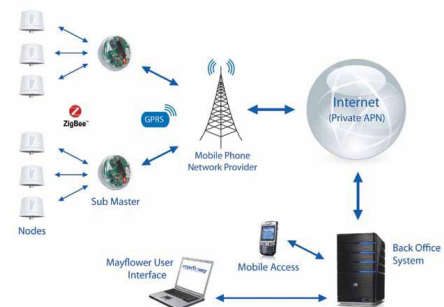 ZigBee
GPRS
Internet
(Private APN)
Mobile Phone
Network Provider
Sub Master
Nodes
Mayflower User
Interface
mayflower
Mobile Access
Back Office
System